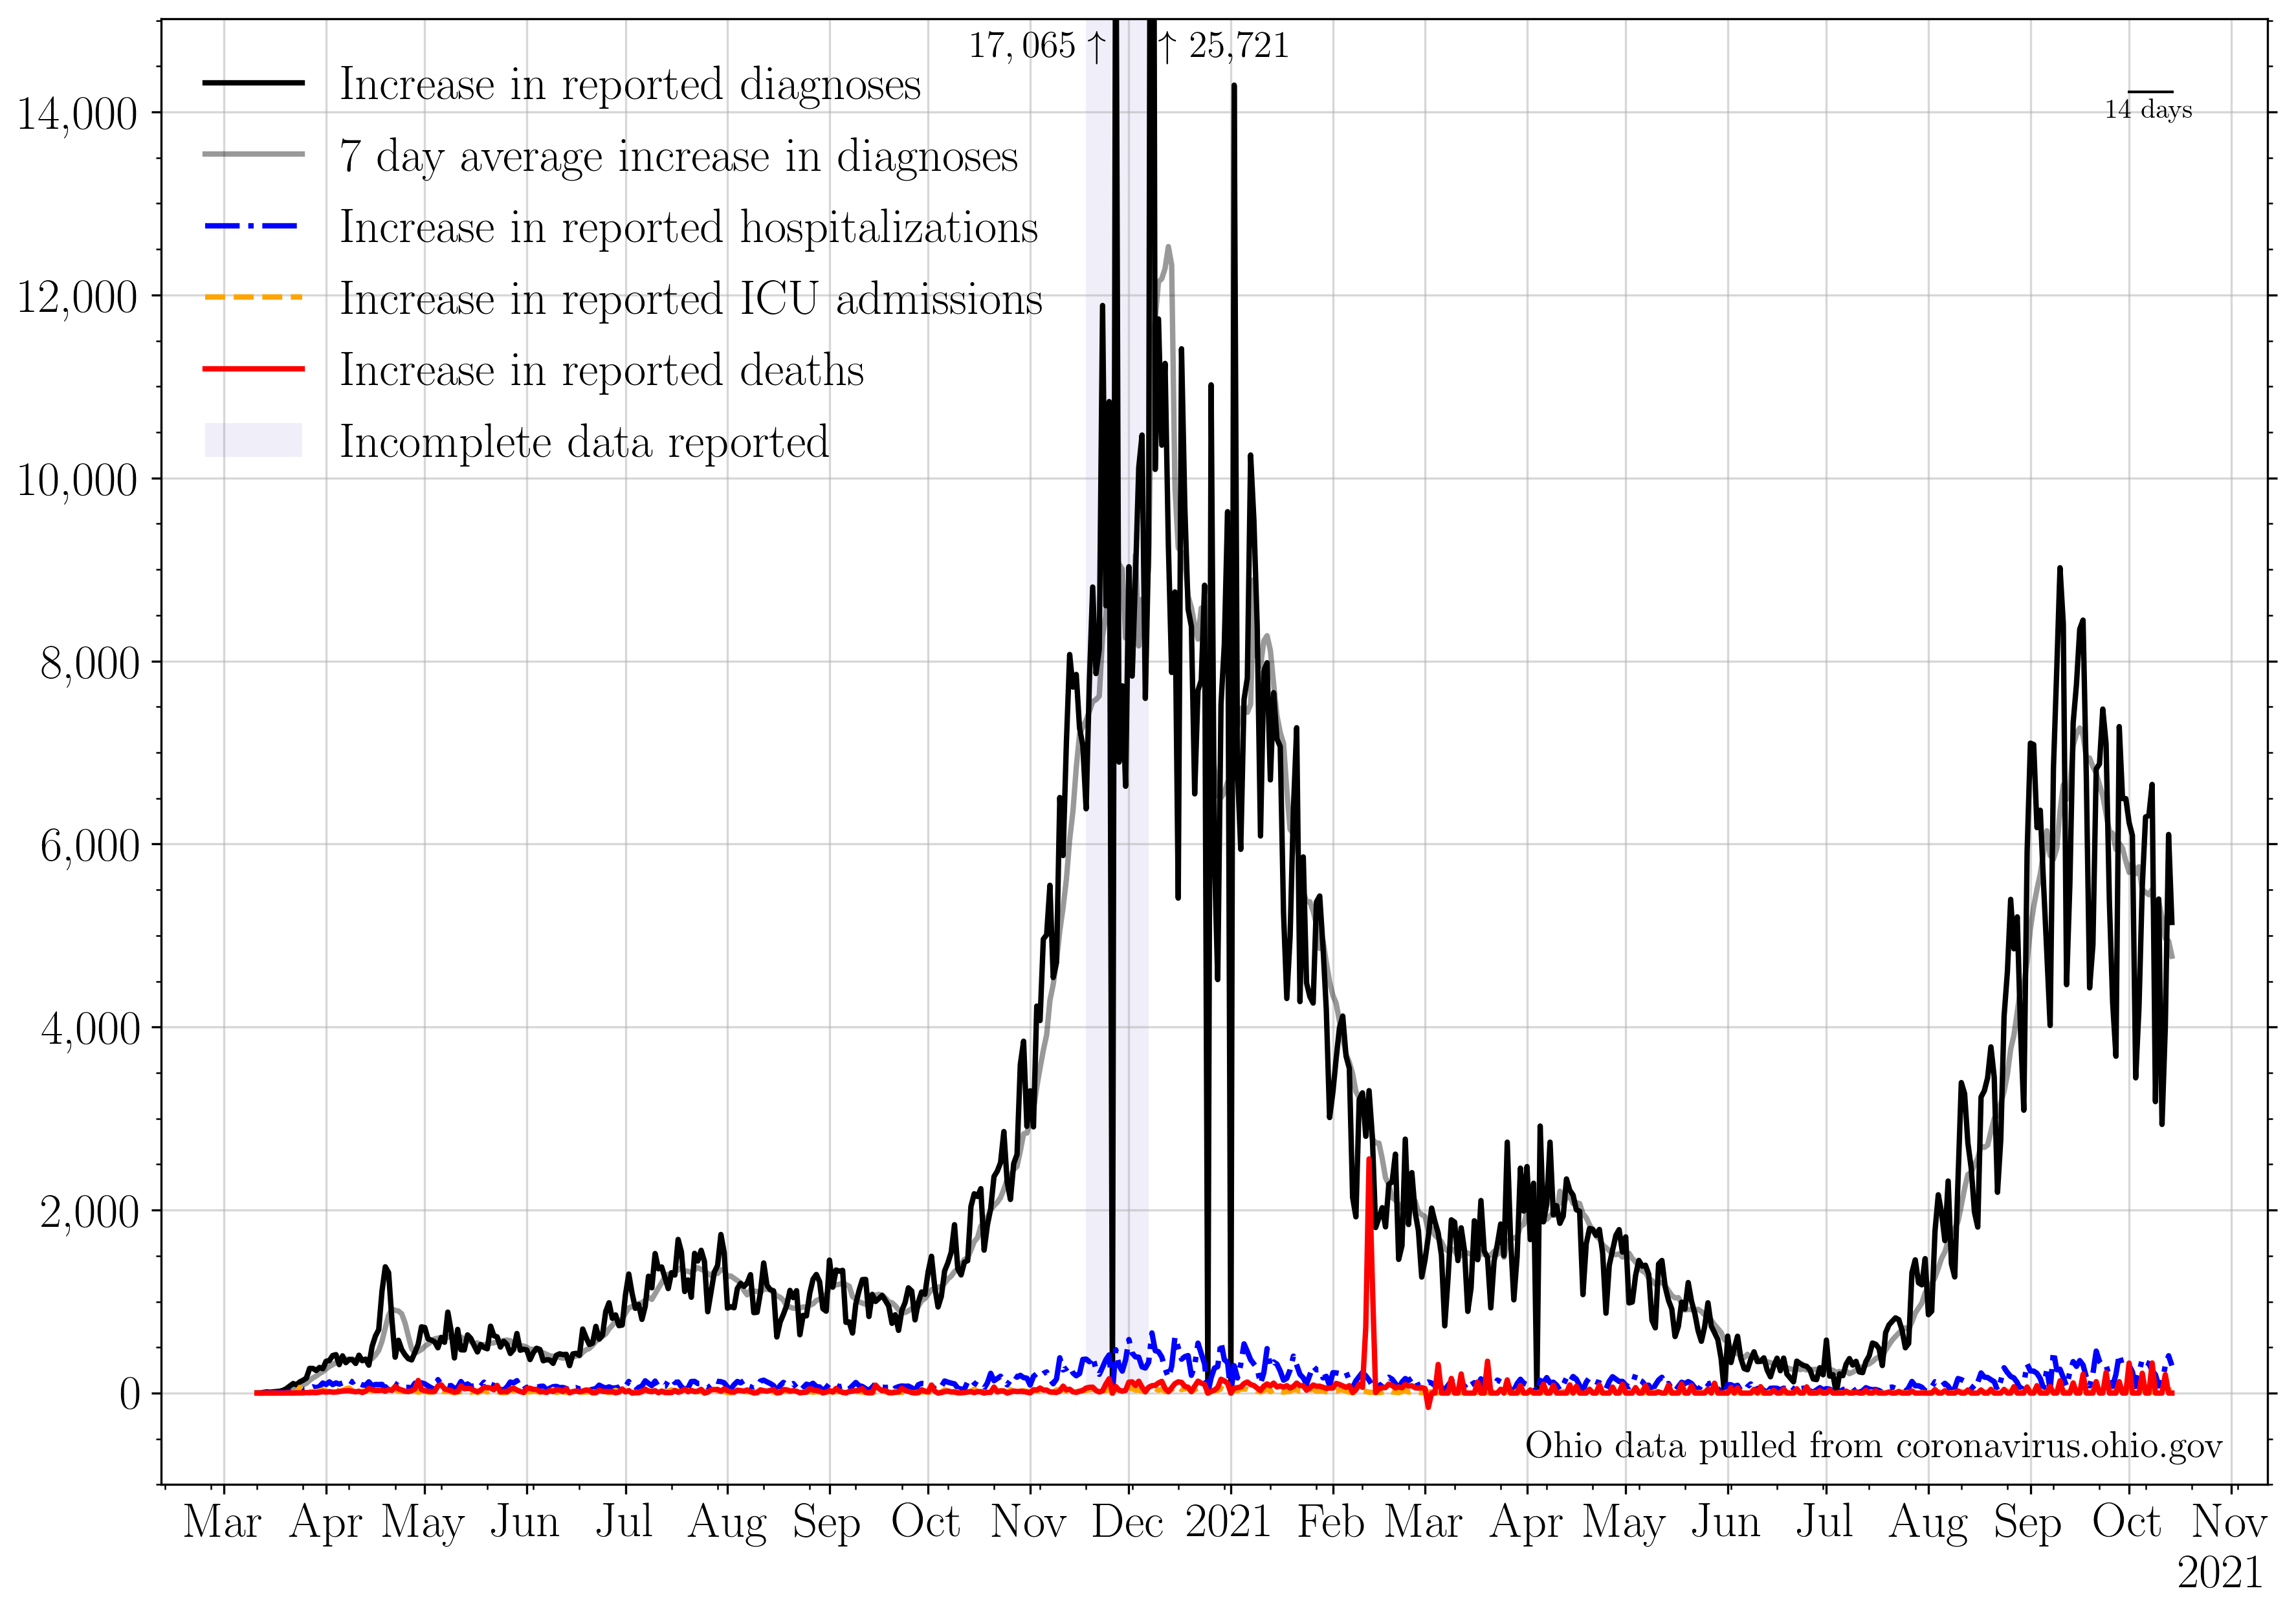 17,065 ↑ ↑ 25,721
Increase in reported diagnoses
7 day average increase in diagnoses
Increase in reported hospitalizations
Increase in reported ICU admissions
Increase in reported deaths
Incomplete data reported
14 days
14,000
12,000
10,000
8,000
6,000
4,000
2,000
0
Ohio data pulled from coronavirus.ohio.gov
Mar Apr May Jun Jul Aug Sep Oct Nov Dec 2021 Feb Mar Apr May Jun Jul Aug Sep Oct Nov
2021